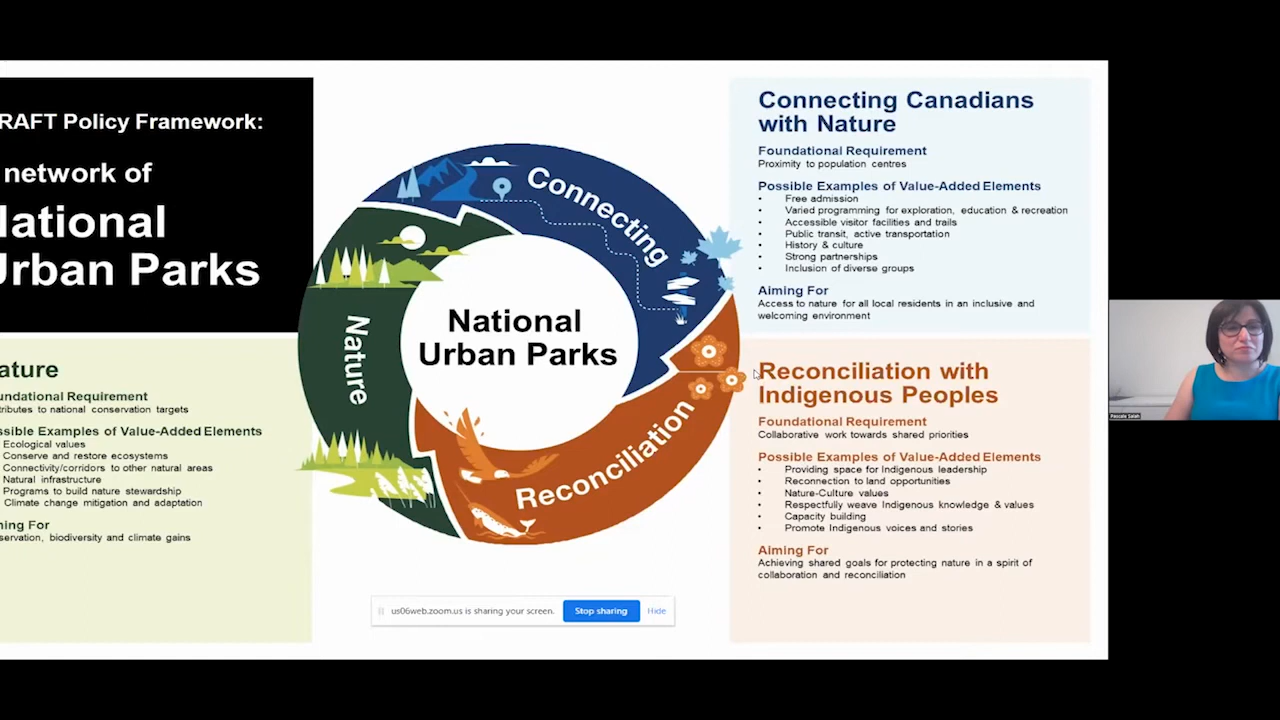 RAFT Policy Framework:
network of
ational
Urban Parks
ature
undational Requirement
tributes to national conservation targets
ssible Examples of Value-Added Elements
Ecological values
Conserve and restore ecosystems
Connectivity/corridors to other natural areas
Natural infrastructure
Programs to build nature stewardship
Climate change mitigation and adaptation
ming For
servation, biodiversity and climate gains
Connecting
Nature
Reconciliation
National
Urban Parks
us06web.zoom.us is sharing your screen.
Stop sharing
Hide
Connecting Canadians
with Nature
Foundational Requirement
Proximity to population centres
Possible Examples of Value-Added Elements
• Free admission
• Varied programming for exploration, education & recreation
• Accessible visitor facilities and trails
• Public transit, active transportation
• History & culture
• Strong partnerships
• Inclusion of diverse groups
Aiming For
Access to nature for all local residents in an inclusive and
welcoming environment
Reconciliation with
Indigenous Peoples
Foundational Requirement
Collaborative work towards shared priorities
Possible Examples of Value-Added Elements
• Providing space for Indigenous leadership
• Reconnection to land opportunities
• Nature-Culture values
• Respectfully weave Indigenous knowledge & values
• Capacity building
• Promote Indigenous voices and stories
Aiming For
Achieving shared goals for protecting nature in a spirit of
collaboration and reconciliation
Pascale Salah